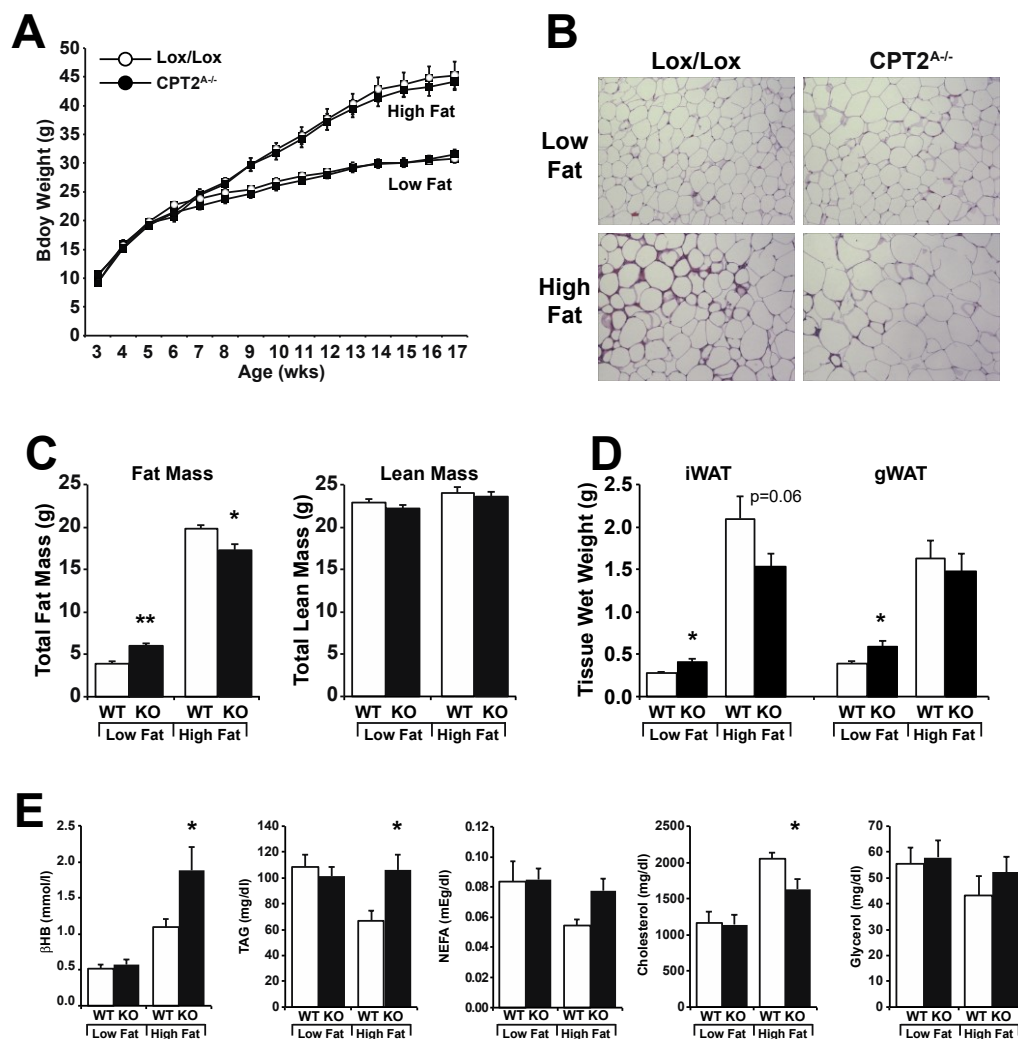 A
Lox/Lox
CPT2A-/-
50
45
40
35
30
25
20
15
10
5
0
Bdoy Weight (g)
High Fat
Low Fat
3 4 5 6 7 8 9 10 11 12 13 14 15 16 17
Age (wks)
B
Lox/Lox CPT2A-/-
Low
Fat
High
Fat
C
Fat Mass
25
20
15
10
5
0
Total Fat Mass (g)
**
*
WT KO WT KO
Low Fat High Fat
Lean Mass
25
20
15
10
5
0
Total Lean Mass (g)
WT KO WT KO
Low Fat High Fat
D
iWAT gWAT
2.5
2.0
1.5
1.0
0.5
0.0
Tissue Wet Weight (g)
*
p=0.06
*
WT KO WT KO WT KO WT KO
Low Fat High Fat Low Fat High Fat
E
2.5
2.0
1.5
1.0
0.5
0.0
βHB (mmol/l)
*
WT KO WT KO
Low Fat High Fat
140
120
100
80
60
40
20
0
TAG (mg/dl)
*
WT KO WT KO
Low Fat High Fat
0.12
0.10
0.08
0.06
0.04
0.02
0.00
NEFA (mEg/dl)
WT KO WT KO
Low Fat High Fat
2500
2000
1500
1000
500
0
Cholesterol (mg/dl)
*
WT KO WT KO
Low Fat High Fat
70
60
50
40
30
20
10
0
Glycerol (mg/dl)
WT KO WT KO
Low Fat High Fat